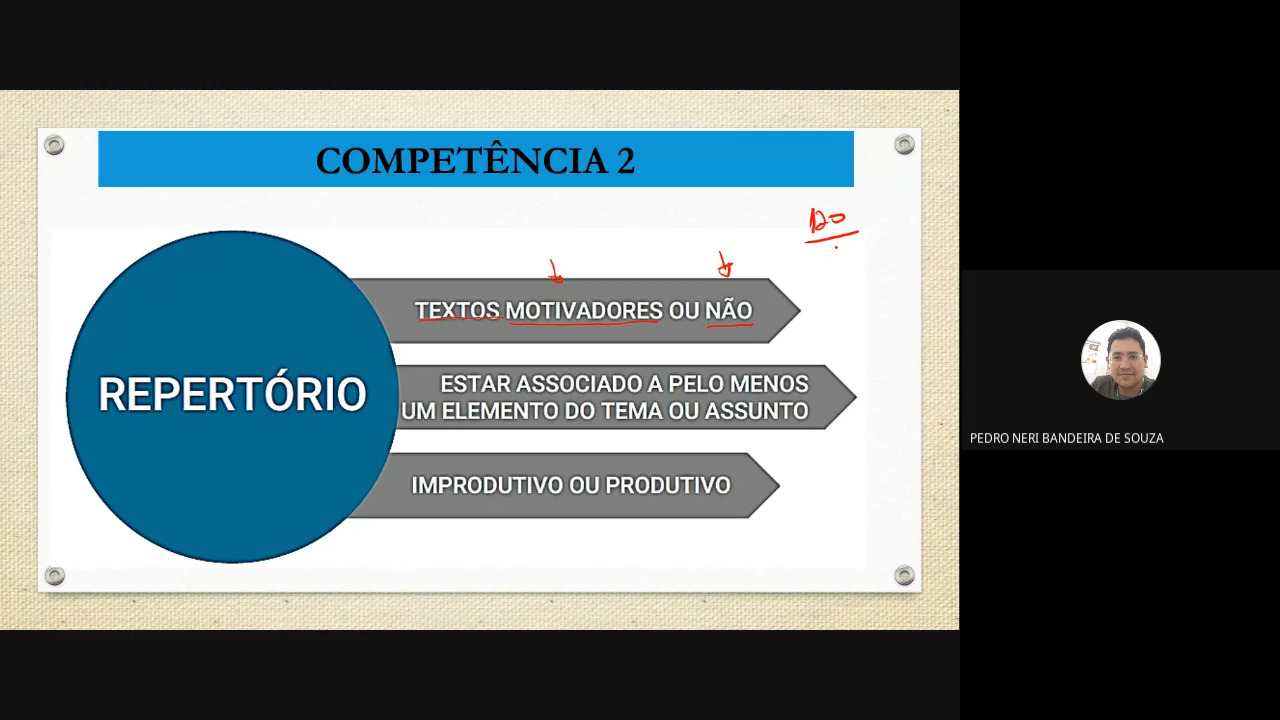 COMPETÊNCIA 2
120
TEXTOS MOTIVADORES OU NÃO
REPERTÓRIO
ESTAR ASSOCIADO A PELO MENOS
UM ELEMENTO DO TEMA OU ASSUNTO
IMPRODUTIVO OU PRODUTIVO
PEDRO NERI BANDEIRA DE SOUZA